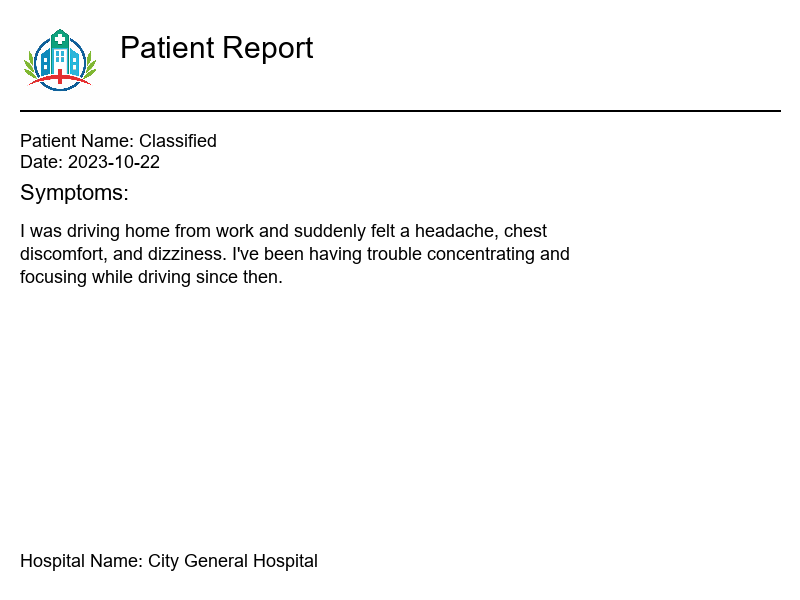 Patient Report
Patient Name: Classified
Date: 2023-10-22
Symptoms:
I was driving home from work and suddenly felt a headache, chest
discomfort, and dizziness. I've been having trouble concentrating and
focusing while driving since then.
Hospital Name: City General Hospital